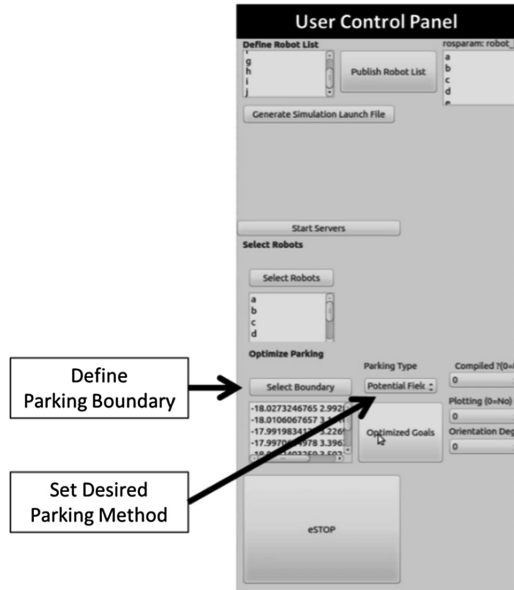 User Control Panel
Define Robot List
rosparam: robot_
g
h
i
j
Publish Robot List
a
b
c
d
e
Generate Simulation Launch File
Start Servers
Select Robots
Select Robots
a
b
c
d
Optimize Parking
Parking Type
Compiled ?(0=
Define
Parking Boundary
Select Boundary
Potential Fiel
0
-18.0273246765 2.992
Plotting (0=No)
-18.0106067657
0
Optimized Goals
Orientation Deg
0
Set Desired
Parking Method
eSTOP